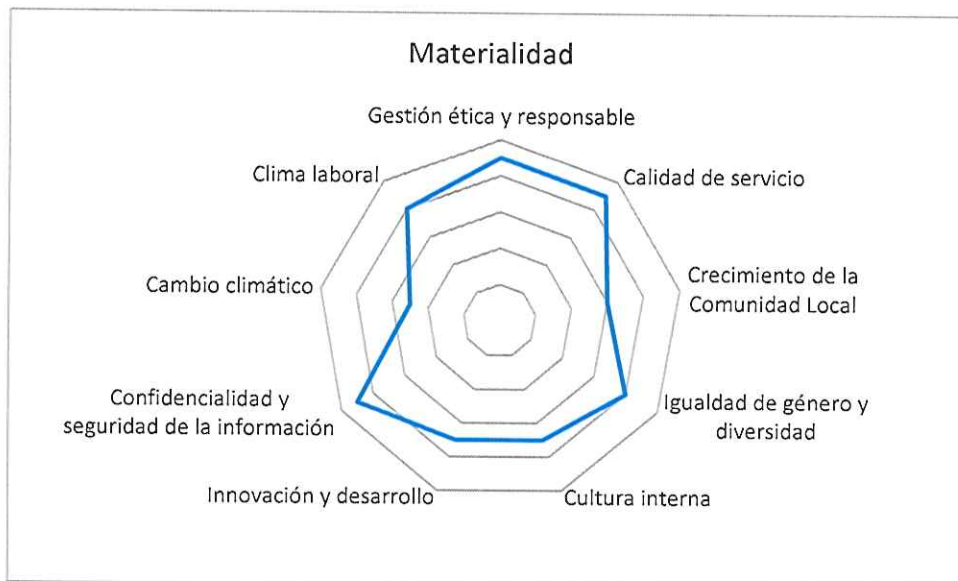 Materialidad
Gestión ética y responsable
Calidad de servicio
Crecimiento de la
Comunidad Local
Igualdad de género y
diversidad
Cultura interna
Innovación y desarrollo
Confidencialidad y
seguridad de la información
Cambio climático
Clima laboral